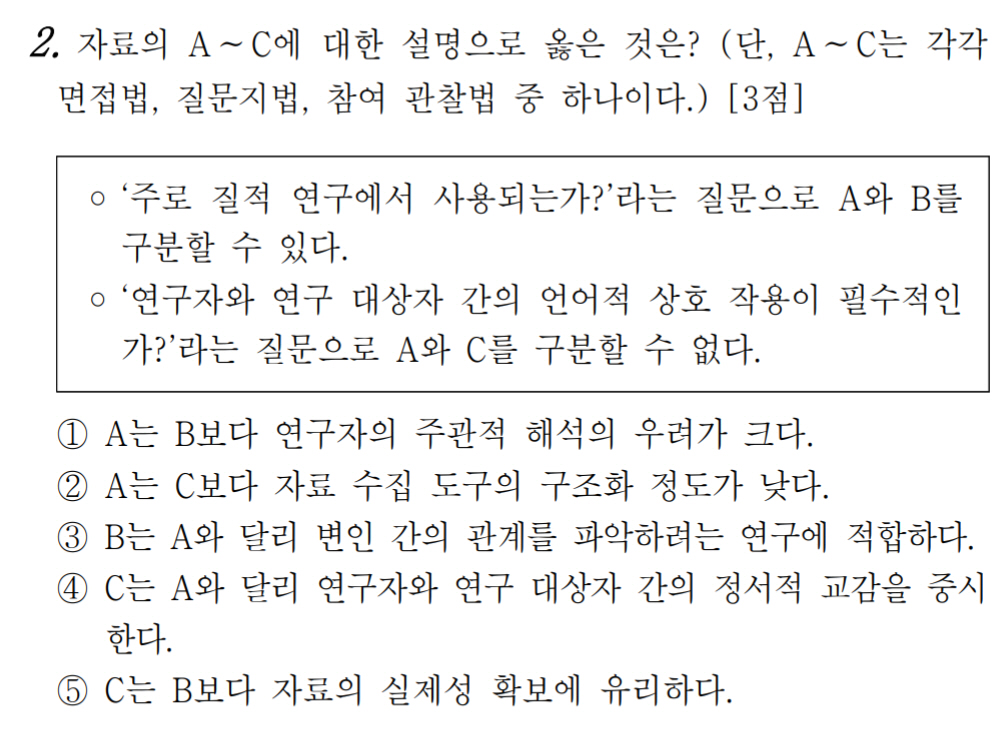 2. 자료의 A~C에 대한 설명으로 옳은 것은? (단, A~C는 각각
면접법, 질문지법, 참여 관찰법 중 하나이다.) [3점]
○ ‘주로 질적 연구에서 사용되는가?’라는 질문으로 A와 B를
구분할 수 있다.
○ ‘연구자와 연구 대상자 간의 언어적 상호 작용이 필수적인
가?’라는 질문으로 A와 C를 구분할 수 없다.
① A는 B보다 연구자의 주관적 해석의 우려가 크다.
② A는 C보다 자료 수집 도구의 구조화 정도가 낮다.
③ B는 A와 달리 변인 간의 관계를 파악하려는 연구에 적합하다.
④ C는 A와 달리 연구자와 연구 대상자 간의 정서적 교감을 중시
한다.
⑤ C는 B보다 자료의 실제성 확보에 유리하다.